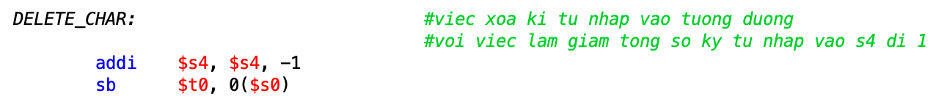 DELETE_CHAR: #viec xoa ki tu nhap vao tuong duong
#voi viec lam giam tong so ky tu nhap vao s4 di 1
addi $s4, $s4, -1
sb $t0, 0($s0)